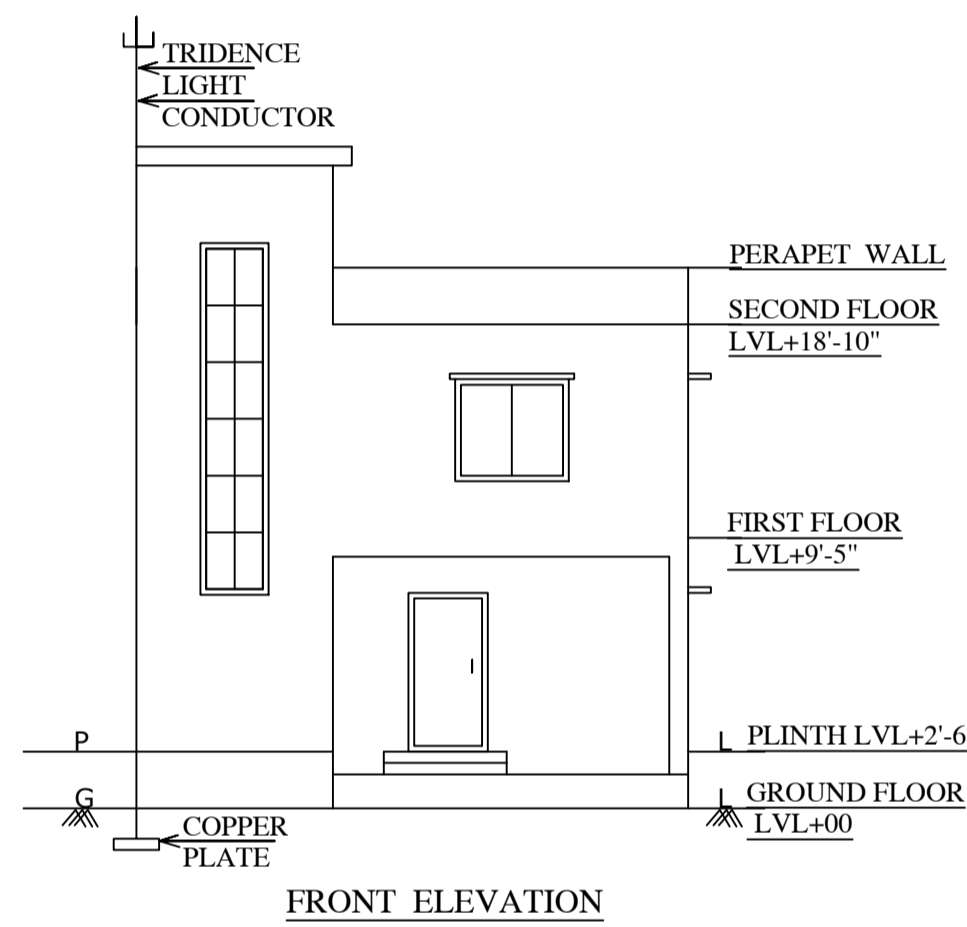 TRIDENCE
LIGHT
CONDUCTOR
PERAPET WALL
SECOND FLOOR
LVL+18'-10"
FIRST FLOOR
LVL+9'-5"
P
L PLINTH LVL+2'-6
G
L GROUND FLOOR
LVL+00
COPPER
PLATE
FRONT ELEVATION